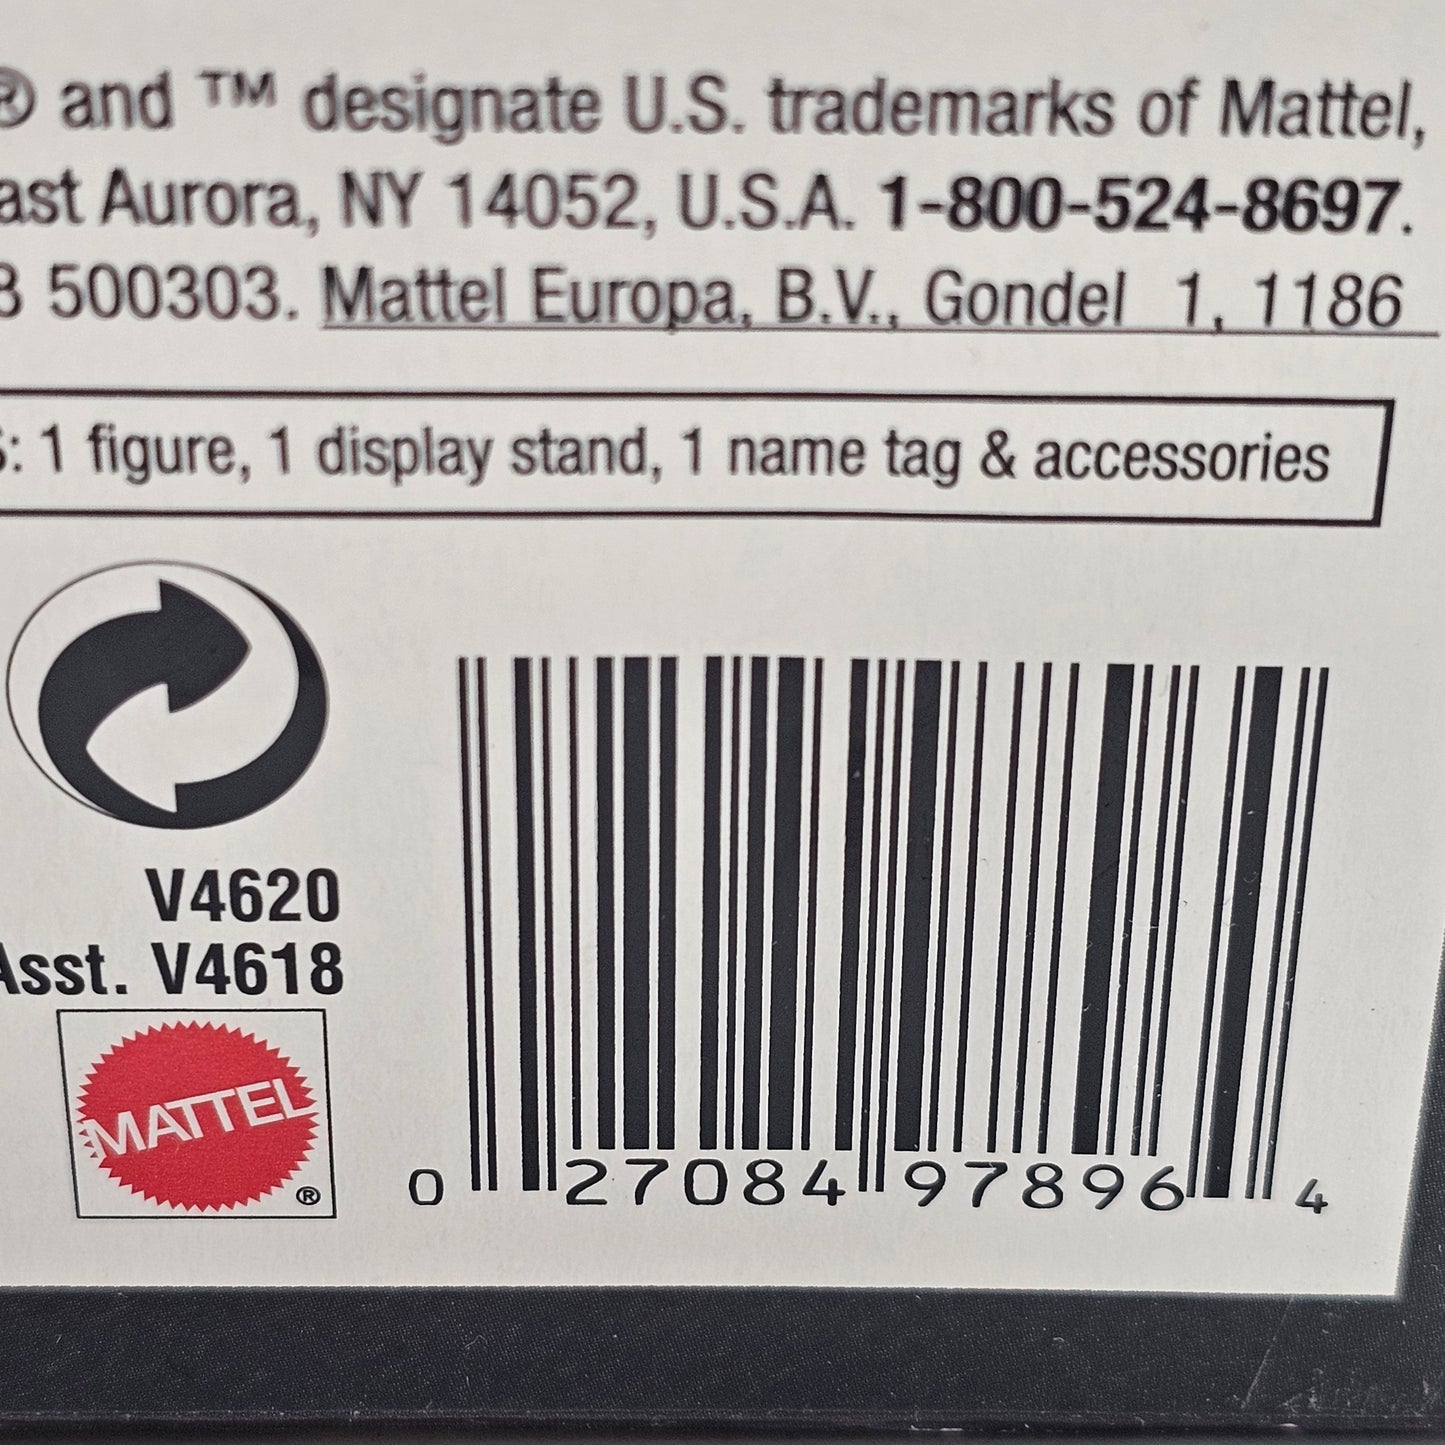 ® and ™ designate U.S. trademarks of Mattel,
ast Aurora, NY 14052, U.S.A. 1-800-524-8697.
500303. Mattel Europa, B.V., Gondel 1, 1186
S: 1 figure, 1 display stand, 1 name tag & accessories
V4620
Asst. V4618
MATTEL
®
0 27084 97896 4